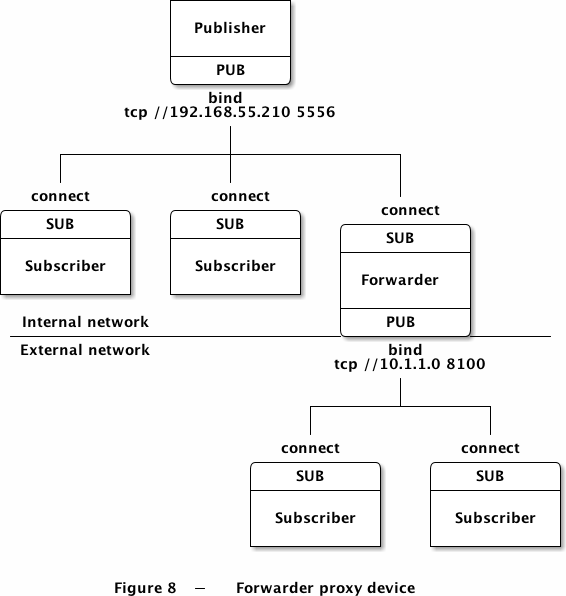 Publisher
PUB
bind
tcp //192.168.55.210 5556
connect connect connect
SUB SUB SUB
Subscriber Subscriber Forwarder
Internal network PUB
External network bind
tcp //10.1.1.0 8100
connect connect
SUB SUB
Subscriber Subscriber
Figure 8 – Forwarder proxy device